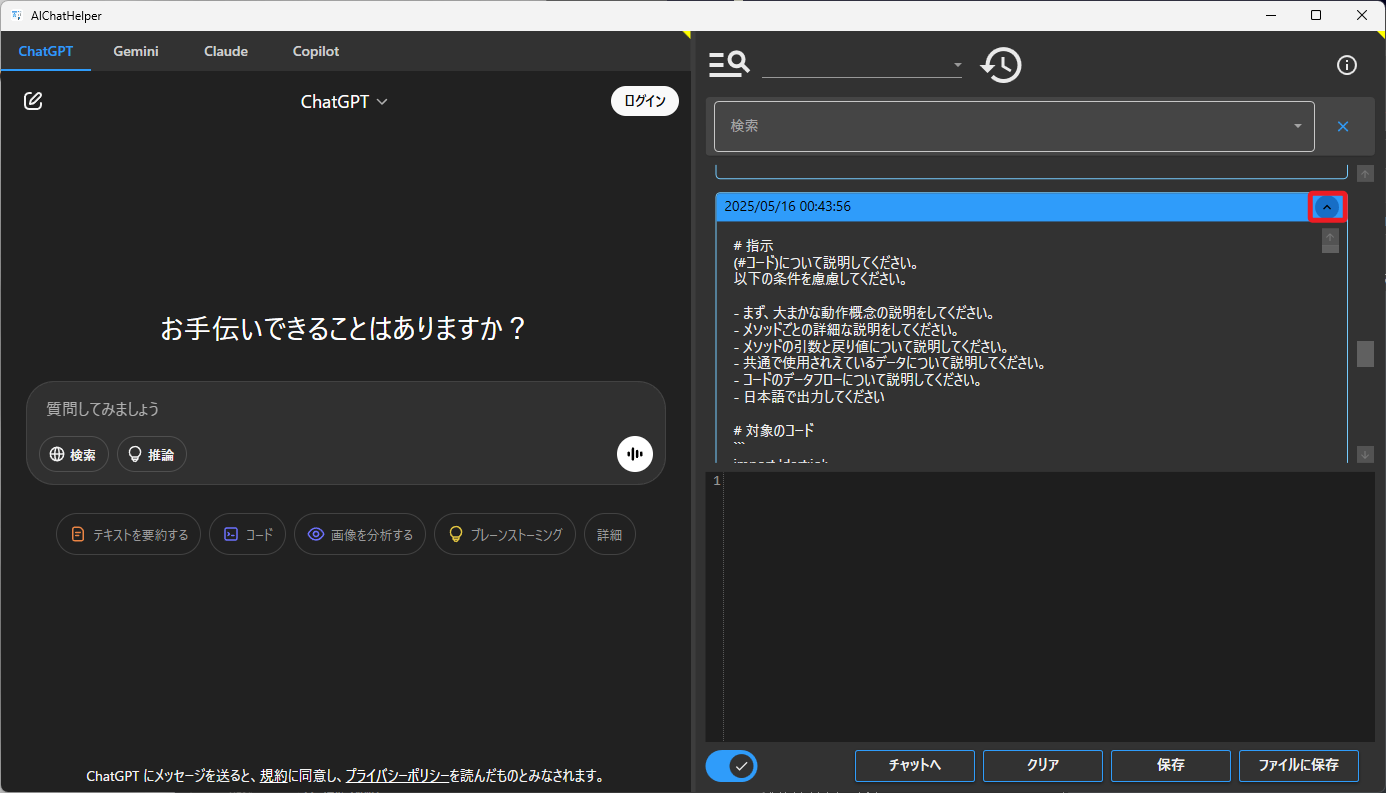 AIChatHelper
ChatGPT Gemini Claude Copilot
ChatGPT
ログイン
お手伝いできることはありますか？
質問してみましょう
検索 推論
テキストを要約する コード 画像を分析する ブレーンストーミング 詳細
ChatGPT にメッセージを送ると、規約に同意し、プライバシーポリシーを読んだものとみなされます。
検索
2025/05/16 00:43:56
# 指示
(#コード)について説明してください。
以下の条件を慮慮してください。
- まず、大まかな動作概念の説明をしてください。
- メソッドごとの詳細な説明をしてください。
- メソッドの引数と戻り値について説明してください。
- 共通で使用されえているデータについて説明してください。
- コードのデータフローについて説明してください。
- 日本語で出力してください
# 対象のコード
```
1
チャットへ クリア 保存 ファイルに保存